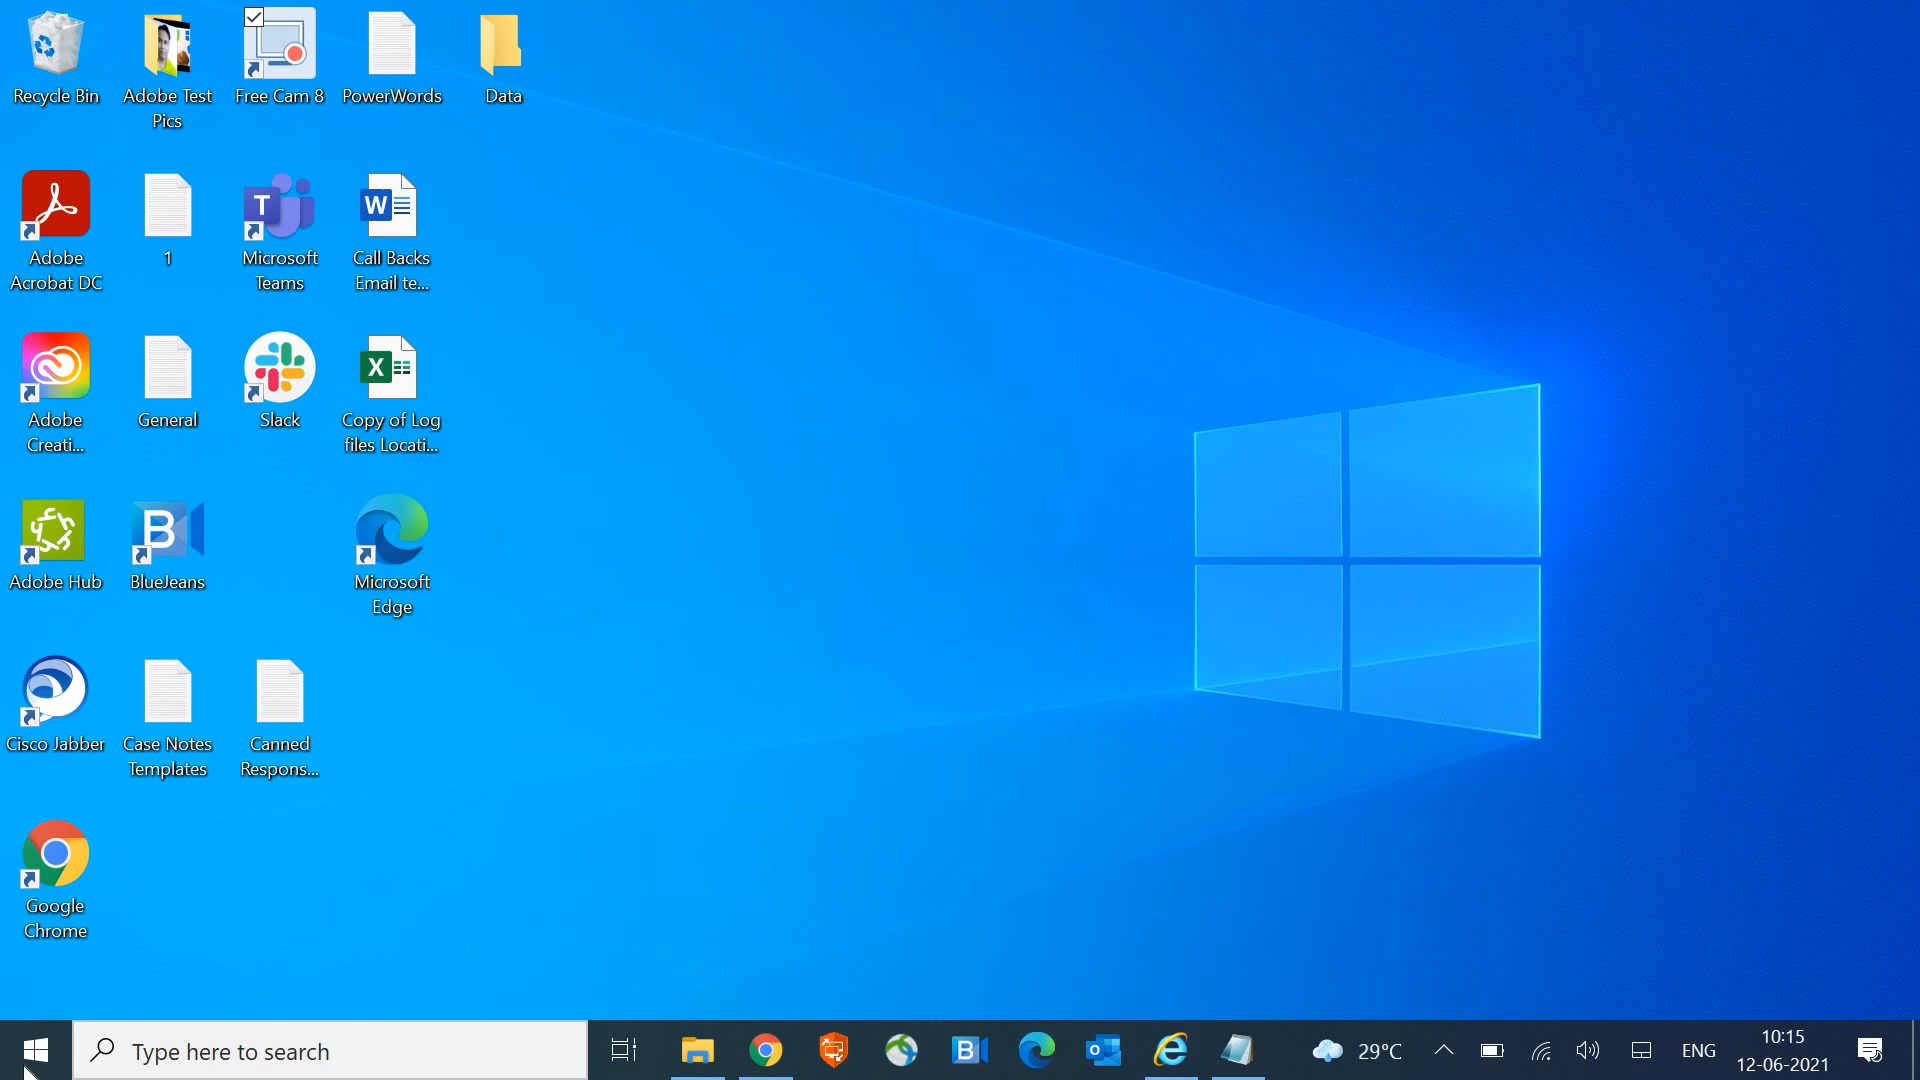 Recycle Bin
Adobe Test
Pics
Free Cam 8
PowerWords
Data
Adobe
Acrobat DC
1
T
Microsoft
Teams
W
Call Backs
Email te...
Adobe
Creati...
General
Slack
X
Copy of Log
files Locati...
Adobe Hub
B
BlueJeans
Microsoft
Edge
Cisco Jabber
Case Notes
Templates
Canned
Respons...
Google
Chrome
Type here to search
29°C
ENG
10:15
12-06-2021